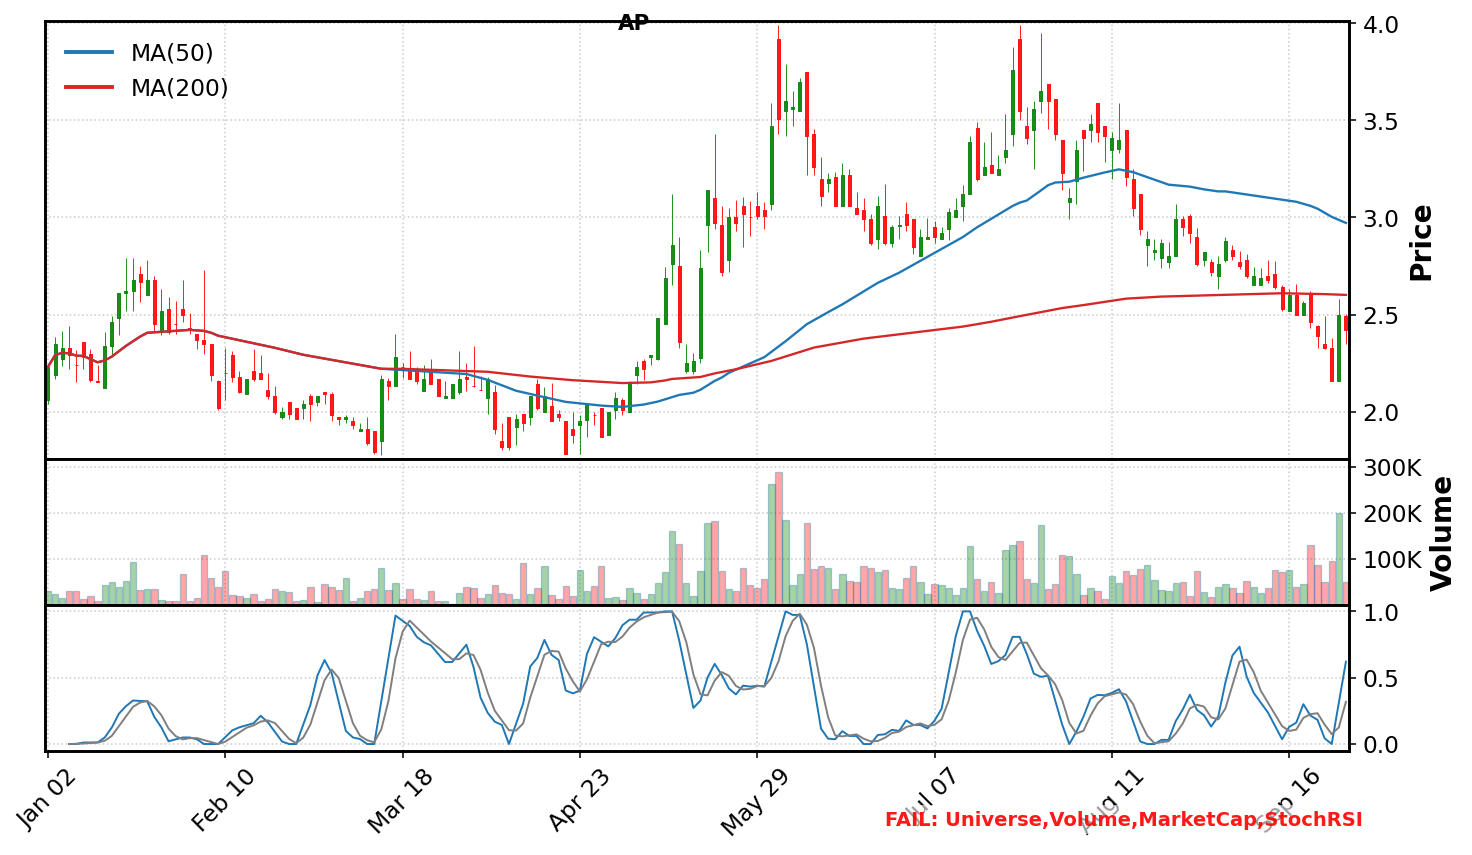 AP
MA(50)
MA(200)
4.0
3.5
3.0
2.5
2.0
Price
300K
200K
100K
Volume
1.0
0.5
0.0
Jan 02
Feb 10
Mar 18
Apr 23
May 29
Jul 07
Aug 11
Sep 16
FAIL: Universe,Volume,MarketCap,StochRSI